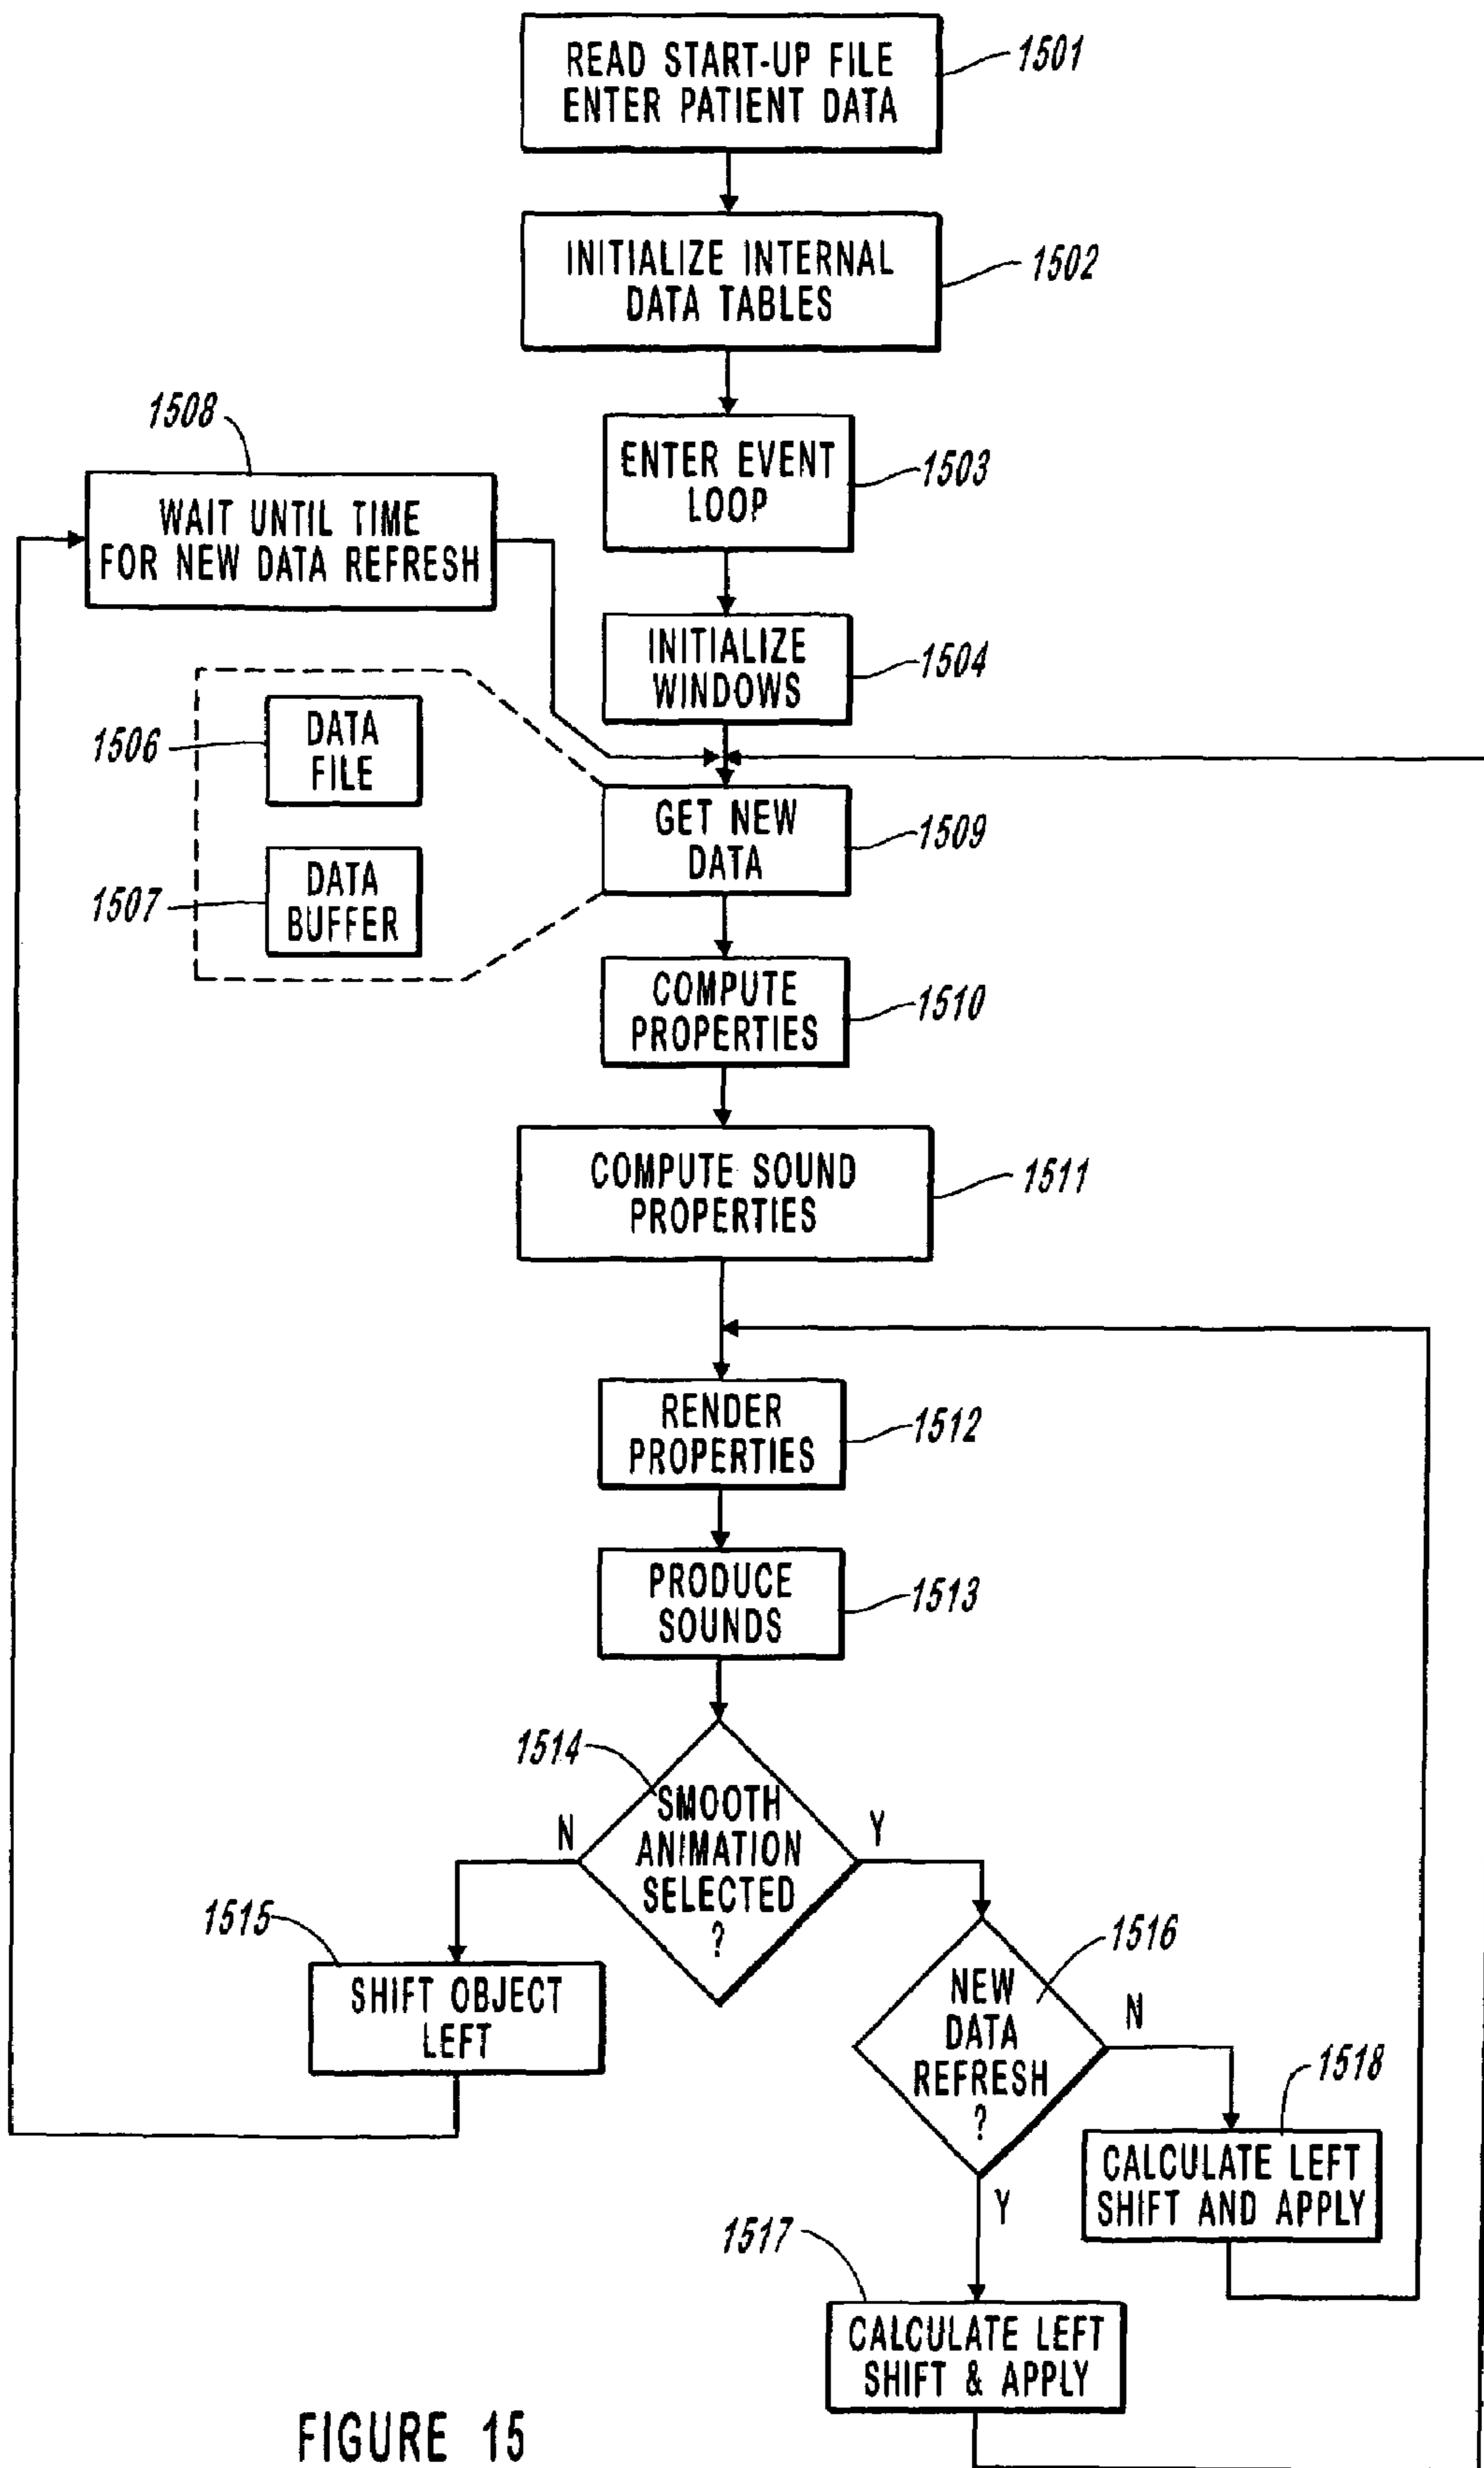 READ START-UP FILE
ENTER PATIENT DATA
1501
INITIALIZE INTERNAL
DATA TABLES
1502
ENTER EVENT
LOOP
1503
1508
WAIT UNTIL TIME
FOR NEW DATA REFRESH
INITIALIZE
WINDOWS
1504
1506
DATA
FILE
1507
DATA
BUFFER
GET NEW
DATA
1509
COMPUTE
PROPERTIES
1510
COMPUTE SOUND
PROPERTIES
1511
RENDER
PROPERTIES
1512
PRODUCE
SOUNDS
1513
1514
SMOOTH
ANIMATION
SELECTED
?
N
Y
1515
SHIFT OBJECT
LEFT
1516
NEW
DATA
REFRESH
?
N
Y
1518
CALCULATE LEFT
SHIFT AND APPLY
1517
CALCULATE LEFT
SHIFT & APPLY
FIGURE 15